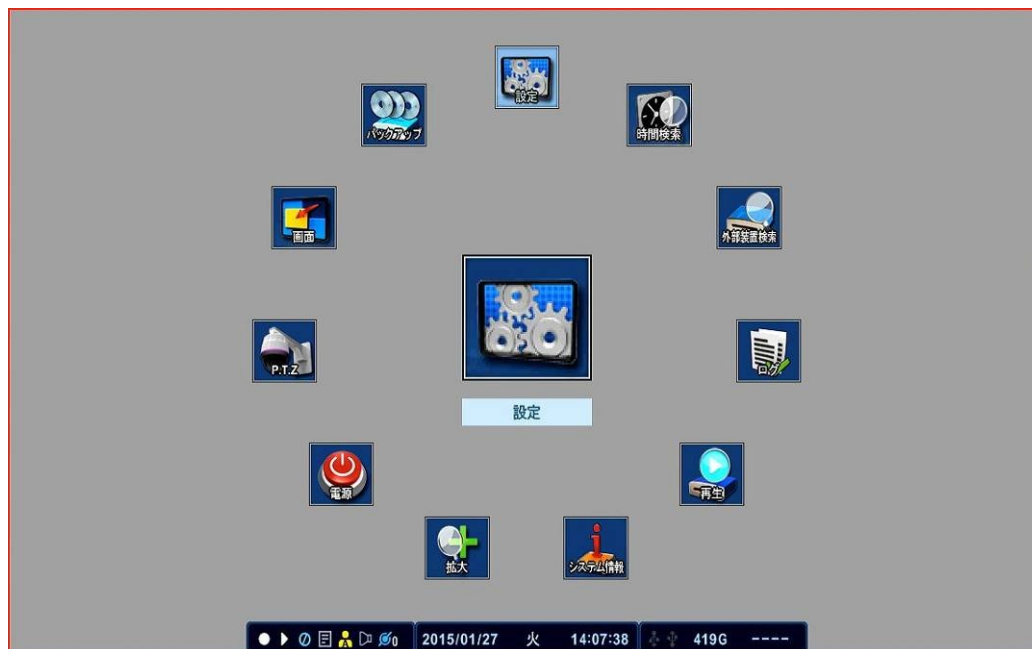 設定
バックアップ
時間検索
画面
外部装置検索
P.T.Z
ログ
設定
電源
再生
拡大
システム情報
0 2015/01/27 火 14:07:38 419G ----